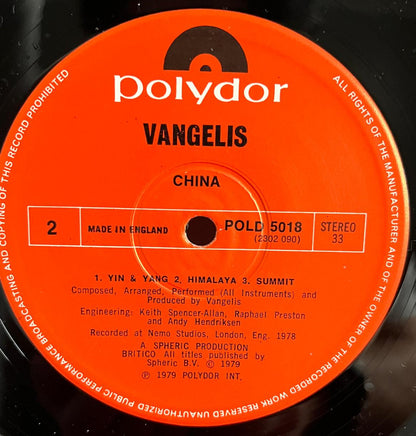 polydor
VANGELIS
CHINA
2
MADE IN ENGLAND
POLD 5018
(2302 090)
STEREO
33
1. YIN & YANG 2. HIMALAYA 3. SUMMIT
Composed, Arranged, Performed (All Instruments) and
Produced by Vangelis
Engineering: Keith Spencer-Allan, Raphael Preston
and Andy Hendriksen
Recorded at Nemo Studios, London, Eng. 1978
A. SPHERIC PRODUCTION
BRITICO All titles published by
Spheric B.V. © 1979
℗ 1979 POLYDOR INT.
ALL RIGHTS OF THE MANUFACTURER AND OF THE OWNER OF THE RECORDED WORK RESERVED UNAUTHORIZED PUBLIC PERFORMANCE BROADCASTING AND COPYING OF THIS RECORD PROHIBITED